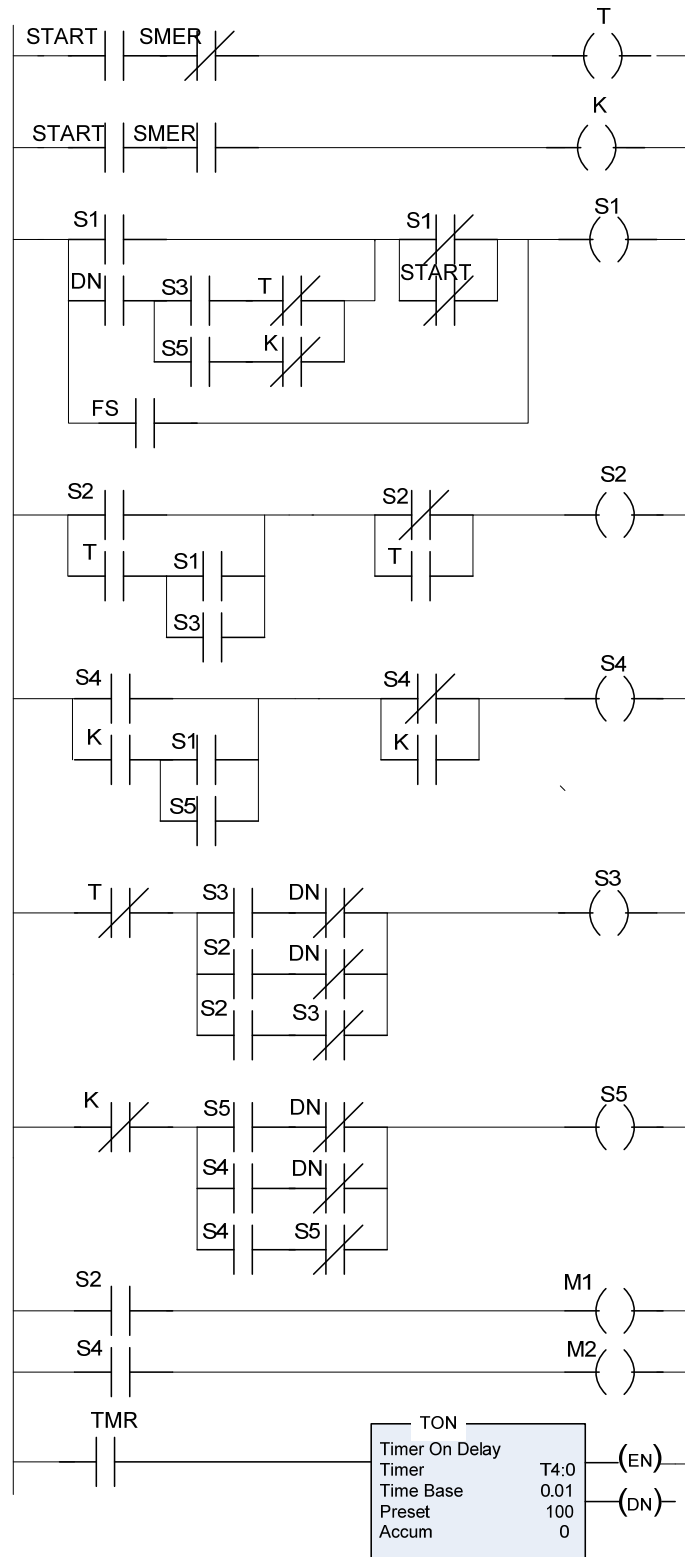 T
START SMER
K
START SMER
S1 S1 S1
DN S3 T START
S5 K
FS
S2 S2 S2
T S1 T
S3
S4 S4 S4
K S1 K
S5
T S3 DN S3
S2 DN
S2 S3
K S5 DN S5
S4 DN
S4 S5
S2 M1
S4 M2
TMR TON
Timer On Delay
Timer T4:0 (EN)
Time Base 0.01
Preset 100 (DN)
Accum 0